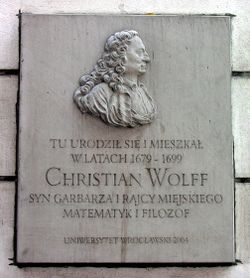 TU URODZIŁ SIĘ I MIESZKAŁ
W LATACH 1679 - 1699
CHRISTIAN WOLFF
SYN GARBARZA I RAJCY MIEJSKIEGO
MATEMATYK I FILOZOF
UNIWERSYTET WROCŁAWSKI 2004